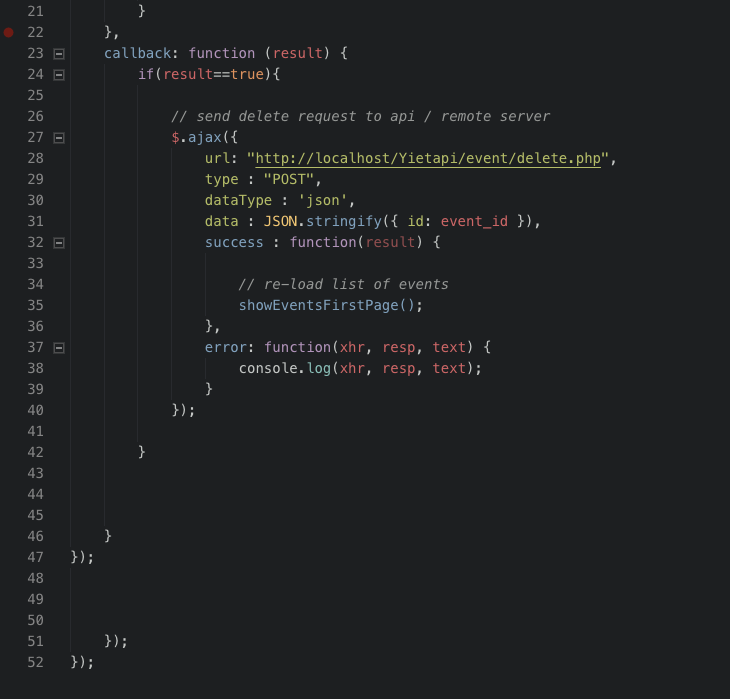 21         }
22     },
23     callback: function (result) {
24         if(result==true){
25
26             // send delete request to api / remote server
27             $.ajax({
28                 url: "http://localhost/Yietapi/event/delete.php",
29                 type : "POST",
30                 dataType : 'json',
31                 data : JSON.stringify({ id: event_id }),
32                 success : function(result) {
33
34                     // re-load list of events
35                     showEventsFirstPage();
36                 },
37                 error: function(xhr, resp, text) {
38                     console.log(xhr, resp, text);
39                 }
40             });
41
42         }
43
44
45
46     }
47 });
48
49
50
51     });
52 });